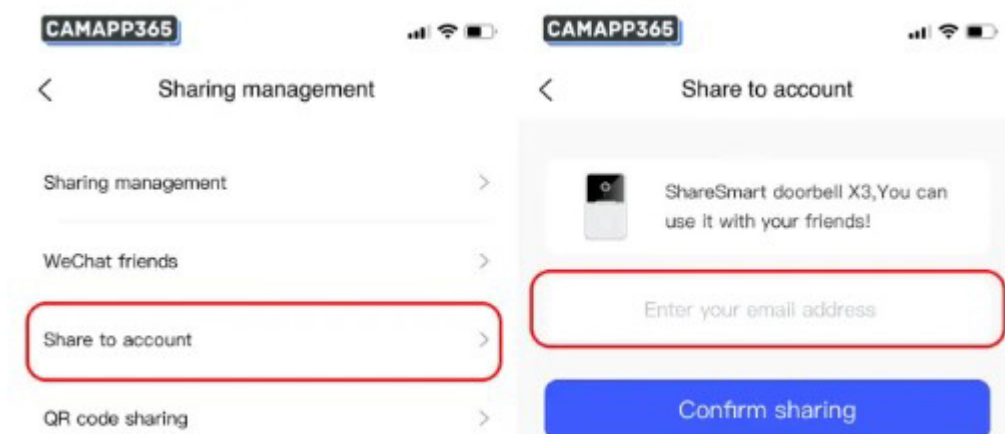 CAMAPP365
Sharing management
Sharing management
WeChat friends
Share to account
QR code sharing
CAMAPP365
Share to account
ShareSmart doorbell X3,You can
use it with your friends!
Enter your email address
Confirm sharing